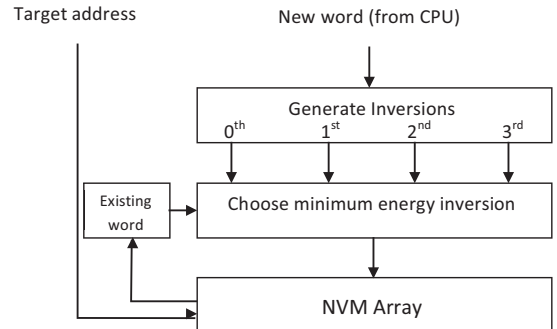 Target address
New word (from CPU)
Generate Inversions
0th 1st 2nd 3rd
Existing
word
Choose minimum energy inversion
NVM Array